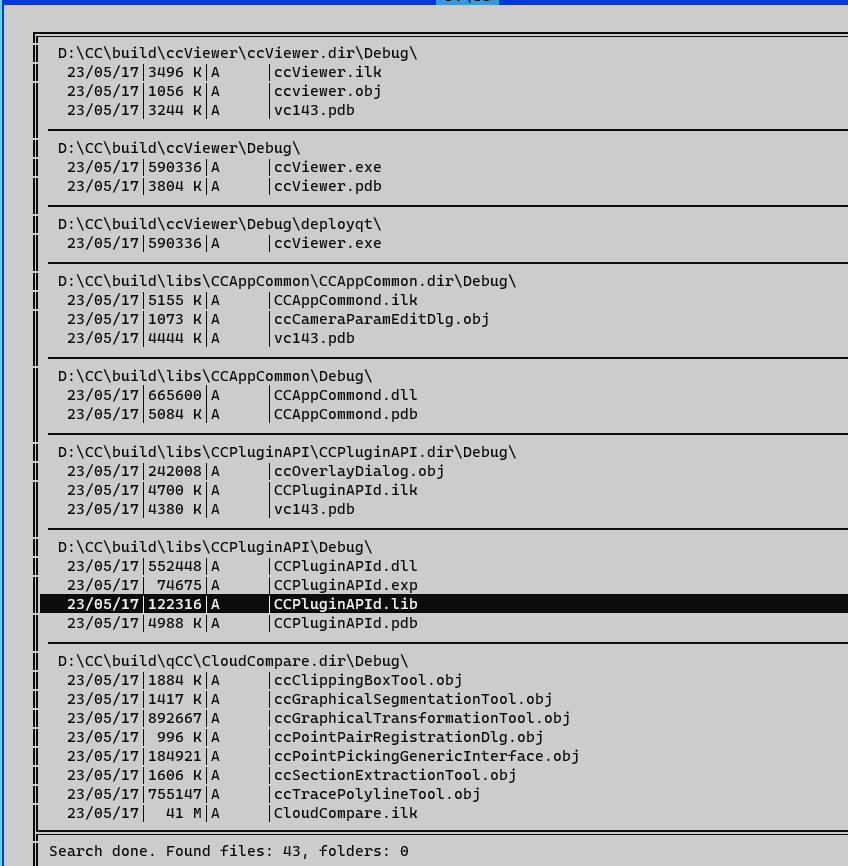 D:\CC\build\ccViewer\ccViewer.dir\Debug\
23/05/17|3496 K|A |ccViewer.ilk
23/05/17|1056 K|A |ccviewer.obj
23/05/17|3244 K|A |vc143.pdb
D:\CC\build\ccViewer\Debug\
23/05/17|590336|A |ccViewer.exe
23/05/17|3804 K|A |ccViewer.pdb
D:\CC\build\ccViewer\Debug\deployqt\
23/05/17|590336|A |ccViewer.exe
D:\CC\build\libs\CCAppCommon\CCAppCommon.dir\Debug\
23/05/17|5155 K|A |CCAppCommond.ilk
23/05/17|1073 K|A |ccCameraParamEditDlg.obj
23/05/17|4444 K|A |vc143.pdb
D:\CC\build\libs\CCAppCommon\Debug\
23/05/17|665600|A |CCAppCommond.dll
23/05/17|5084 K|A |CCAppCommond.pdb
D:\CC\build\libs\CCPluginAPI\CCPluginAPI.dir\Debug\
23/05/17|242008|A |ccOverlayDialog.obj
23/05/17|4700 K|A |CCPluginAPId.ilk
23/05/17|4380 K|A |vc143.pdb
D:\CC\build\libs\CCPluginAPI\Debug\
23/05/17|552448|A |CCPluginAPId.dll
23/05/17| 74675|A |CCPluginAPId.exp
23/05/17|122316|A |CCPluginAPId.lib
23/05/17|4988 K|A |CCPluginAPId.pdb
D:\CC\build\qCC\CloudCompare.dir\Debug\
23/05/17|1884 K|A |ccClippingBoxTool.obj
23/05/17|1417 K|A |ccGraphicalSegmentationTool.obj
23/05/17|892667|A |ccGraphicalTransformationTool.obj
23/05/17| 996 K|A |ccPointPairRegistrationDlg.obj
23/05/17|184921|A |ccPointPickingGenericInterface.obj
23/05/17|1606 K|A |ccSectionExtractionTool.obj
23/05/17|755147|A |ccTracePolylineTool.obj
23/05/17| 41 M|A |CloudCompare.ilk
Search done. Found files: 43, folders: 0